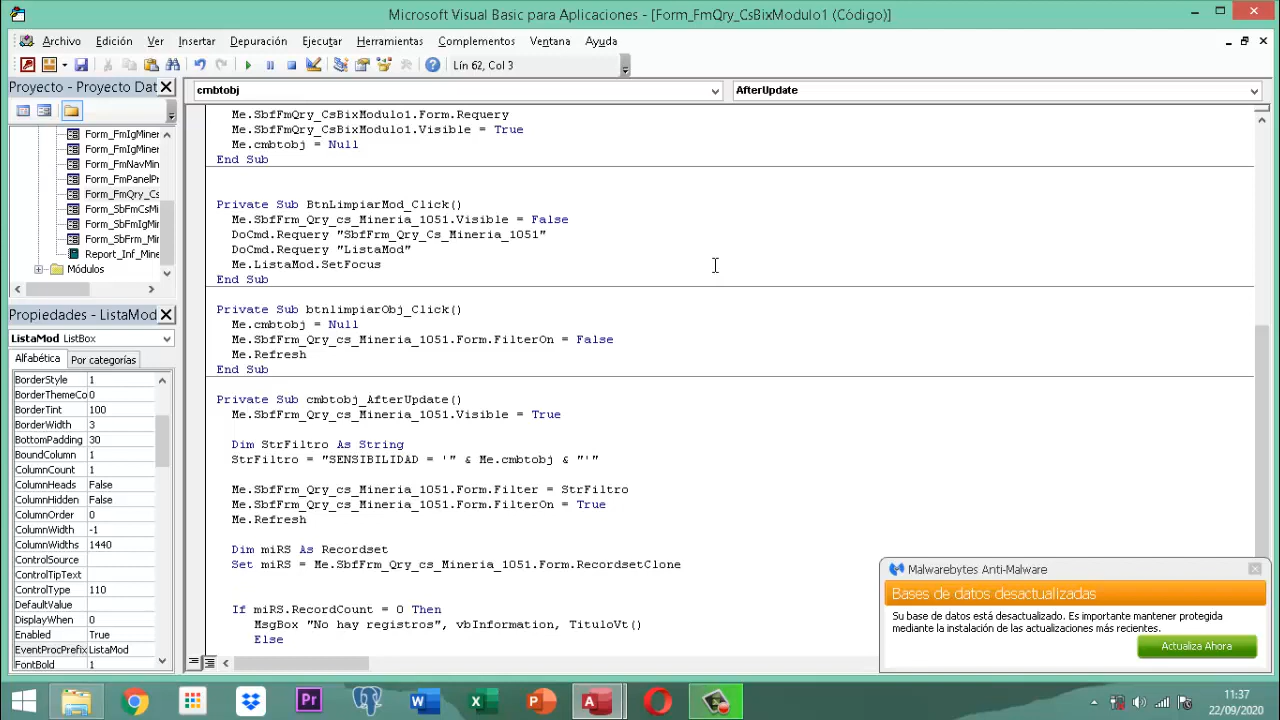 Microsoft Visual Basic para Aplicaciones - [Form_FmQry_CsBixModulo1 (Código)]
Archivo Edición Ver Insertar Depuración Ejecutar Herramientas Complementos Ventana Ayuda
Lín 62, Col 3
Proyecto - Proyecto Dat
cmbtobj AfterUpdate
Form_FmIgMiner
Form_FmIgMiner
Form_FmNavMin
Form_FmPanelPr
Form_FmQry_Cs
Form_SbFmCsMi
Form_SbFmIgMi
Form_SbFrm_Mi
Report_Inf_Mine
Módulos
Propiedades - ListaMod
ListaMod ListBox
Alfabética Por categorías
BorderStyle 1
BorderThemeCo 0
BorderTint 100
BorderWidth 3
BottomPadding 30
BoundColumn 1
ColumnCount 1
ColumnHeads False
ColumnHidden False
ColumnOrder 0
ColumnWidth -1
ColumnWidths 1440
ControlSource
ControlTipText
ControlType 110
DefaultValue
DisplayWhen 0
Enabled True
EventProcPrefix ListaMod
FontBold 1
Me.SbfFmQry_CsBixModulo1.Form.Requery
Me.SbfFmQry_CsBixModulo1.Visible = True
Me.cmbtobj = Null
End Sub
Private Sub BtnLimpiarMod_Click()
Me.SbfFrm_Qry_cs_Mineria_1051.Visible = False
DoCmd.Requery "SbfFrm_Qry_Cs_Mineria_1051"
DoCmd.Requery "ListaMod"
Me.ListaMod.SetFocus
End Sub
Private Sub btnlimpiarObj_Click()
Me.cmbtobj = Null
Me.SbfFrm_Qry_cs_Mineria_1051.Form.FilterOn = False
Me.Refresh
End Sub
Private Sub cmbtobj_AfterUpdate()
Me.SbfFrm_Qry_cs_Mineria_1051.Visible = True
Dim StrFiltro As String
StrFiltro = "SENSIBILIDAD = '" & Me.cmbtobj & "'"
Me.SbfFrm_Qry_cs_Mineria_1051.Form.Filter = StrFiltro
Me.SbfFrm_Qry_cs_Mineria_1051.Form.FilterOn = True
Me.Refresh
Dim miRS As Recordset
Set miRS = Me.SbfFrm_Qry_cs_Mineria_1051.Form.RecordsetClone
If miRS.RecordCount = 0 Then
MsgBox "No hay registros", vbInformation, TituloVt()
Else
Malwarebytes Anti-Malware
Bases de datos desactualizadas
Su base de datos está desactualizado. Es importante mantener protegida
mediante la instalación de las actualizaciones más recientes.
Actualiza Ahora
Pr
11:37
22/09/2020